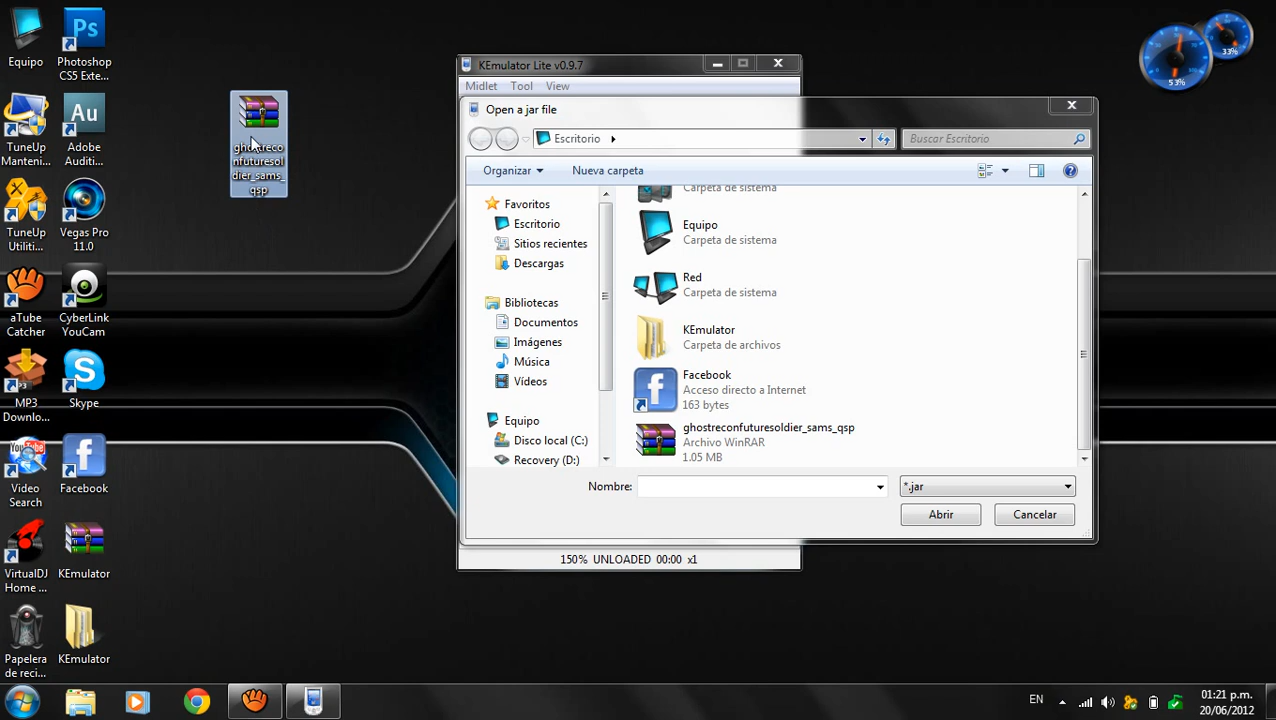 Equipo
Photoshop
CS5 Exte...
TuneUp
Manteni...
Adobe
Auditi...
TuneUp
Utiliti...
Vegas Pro
11.0
aTube
Catcher
CyberLink
YouCam
MP3
Downlo...
Skype
Video
Search
Facebook
VirtualDJ
Home ...
KEmulator
Papelera
de reci...
KEmulator
Ps
Au
f
P3
ghostreco
nfuturesol
dier_sams_
qsp
53%
33%
KEmulator Lite v0.9.7
Midlet Tool View
Open a jar file
Escritorio
Buscar Escritorio
Organizar
Nueva carpeta
Favoritos
Escritorio
Sitios recientes
Descargas
Bibliotecas
Documentos
Imágenes
Música
Vídeos
Equipo
Disco local (C:)
Recovery (D:)
Carpeta de sistema
Equipo
Carpeta de sistema
Red
Carpeta de sistema
KEmulator
Carpeta de archivos
f
Facebook
Acceso directo a Internet
163 bytes
ghostreconfuturesoldier_sams_qsp
Archivo WinRAR
1.05 MB
Nombre:
*.jar
Abrir
Cancelar
150% UNLOADED 00:00 x1
EN
01:21 p.m.
20/06/2012